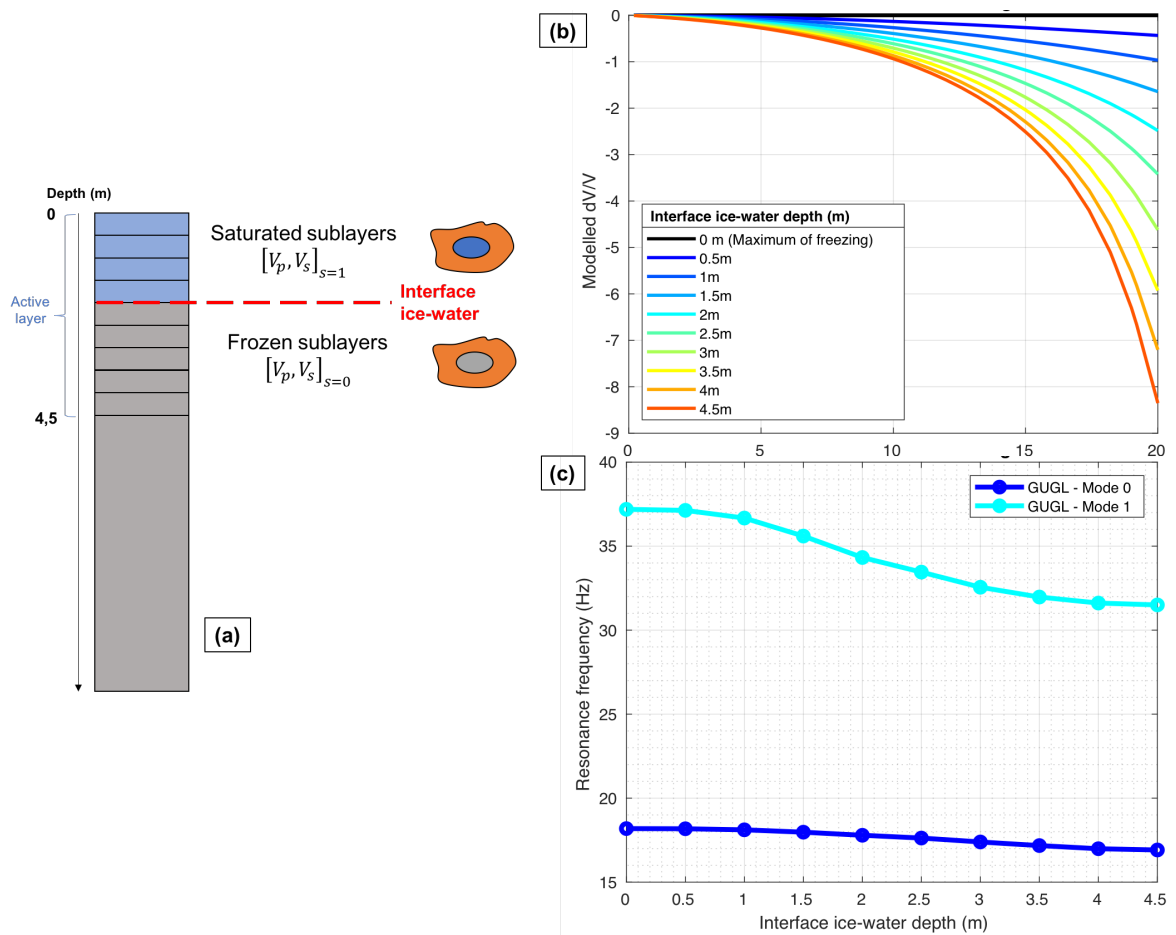 Depth (m)
0
Active
layer
4,5
Saturated sublayers
[Vp, Vs]s=1
Interface
ice-water
Frozen sublayers
[Vp, Vs]s=0
(a)
(b)
Modelled dV/V
0
-1
-2
-3
-4
-5
-6
-7
-8
-9
Interface ice-water depth (m)
0 m (Maximum of freezing)
0.5m
1m
1.5m
2m
2.5m
3m
3.5m
4m
4.5m
0 5 10 15 20
(c)
Resonance frequency (Hz)
40
35
30
20
15
GUGL - Mode 0
GUGL - Mode 1
0 0.5 1 1.5 2 2.5 3 3.5 4 4.5
Interface ice-water depth (m)